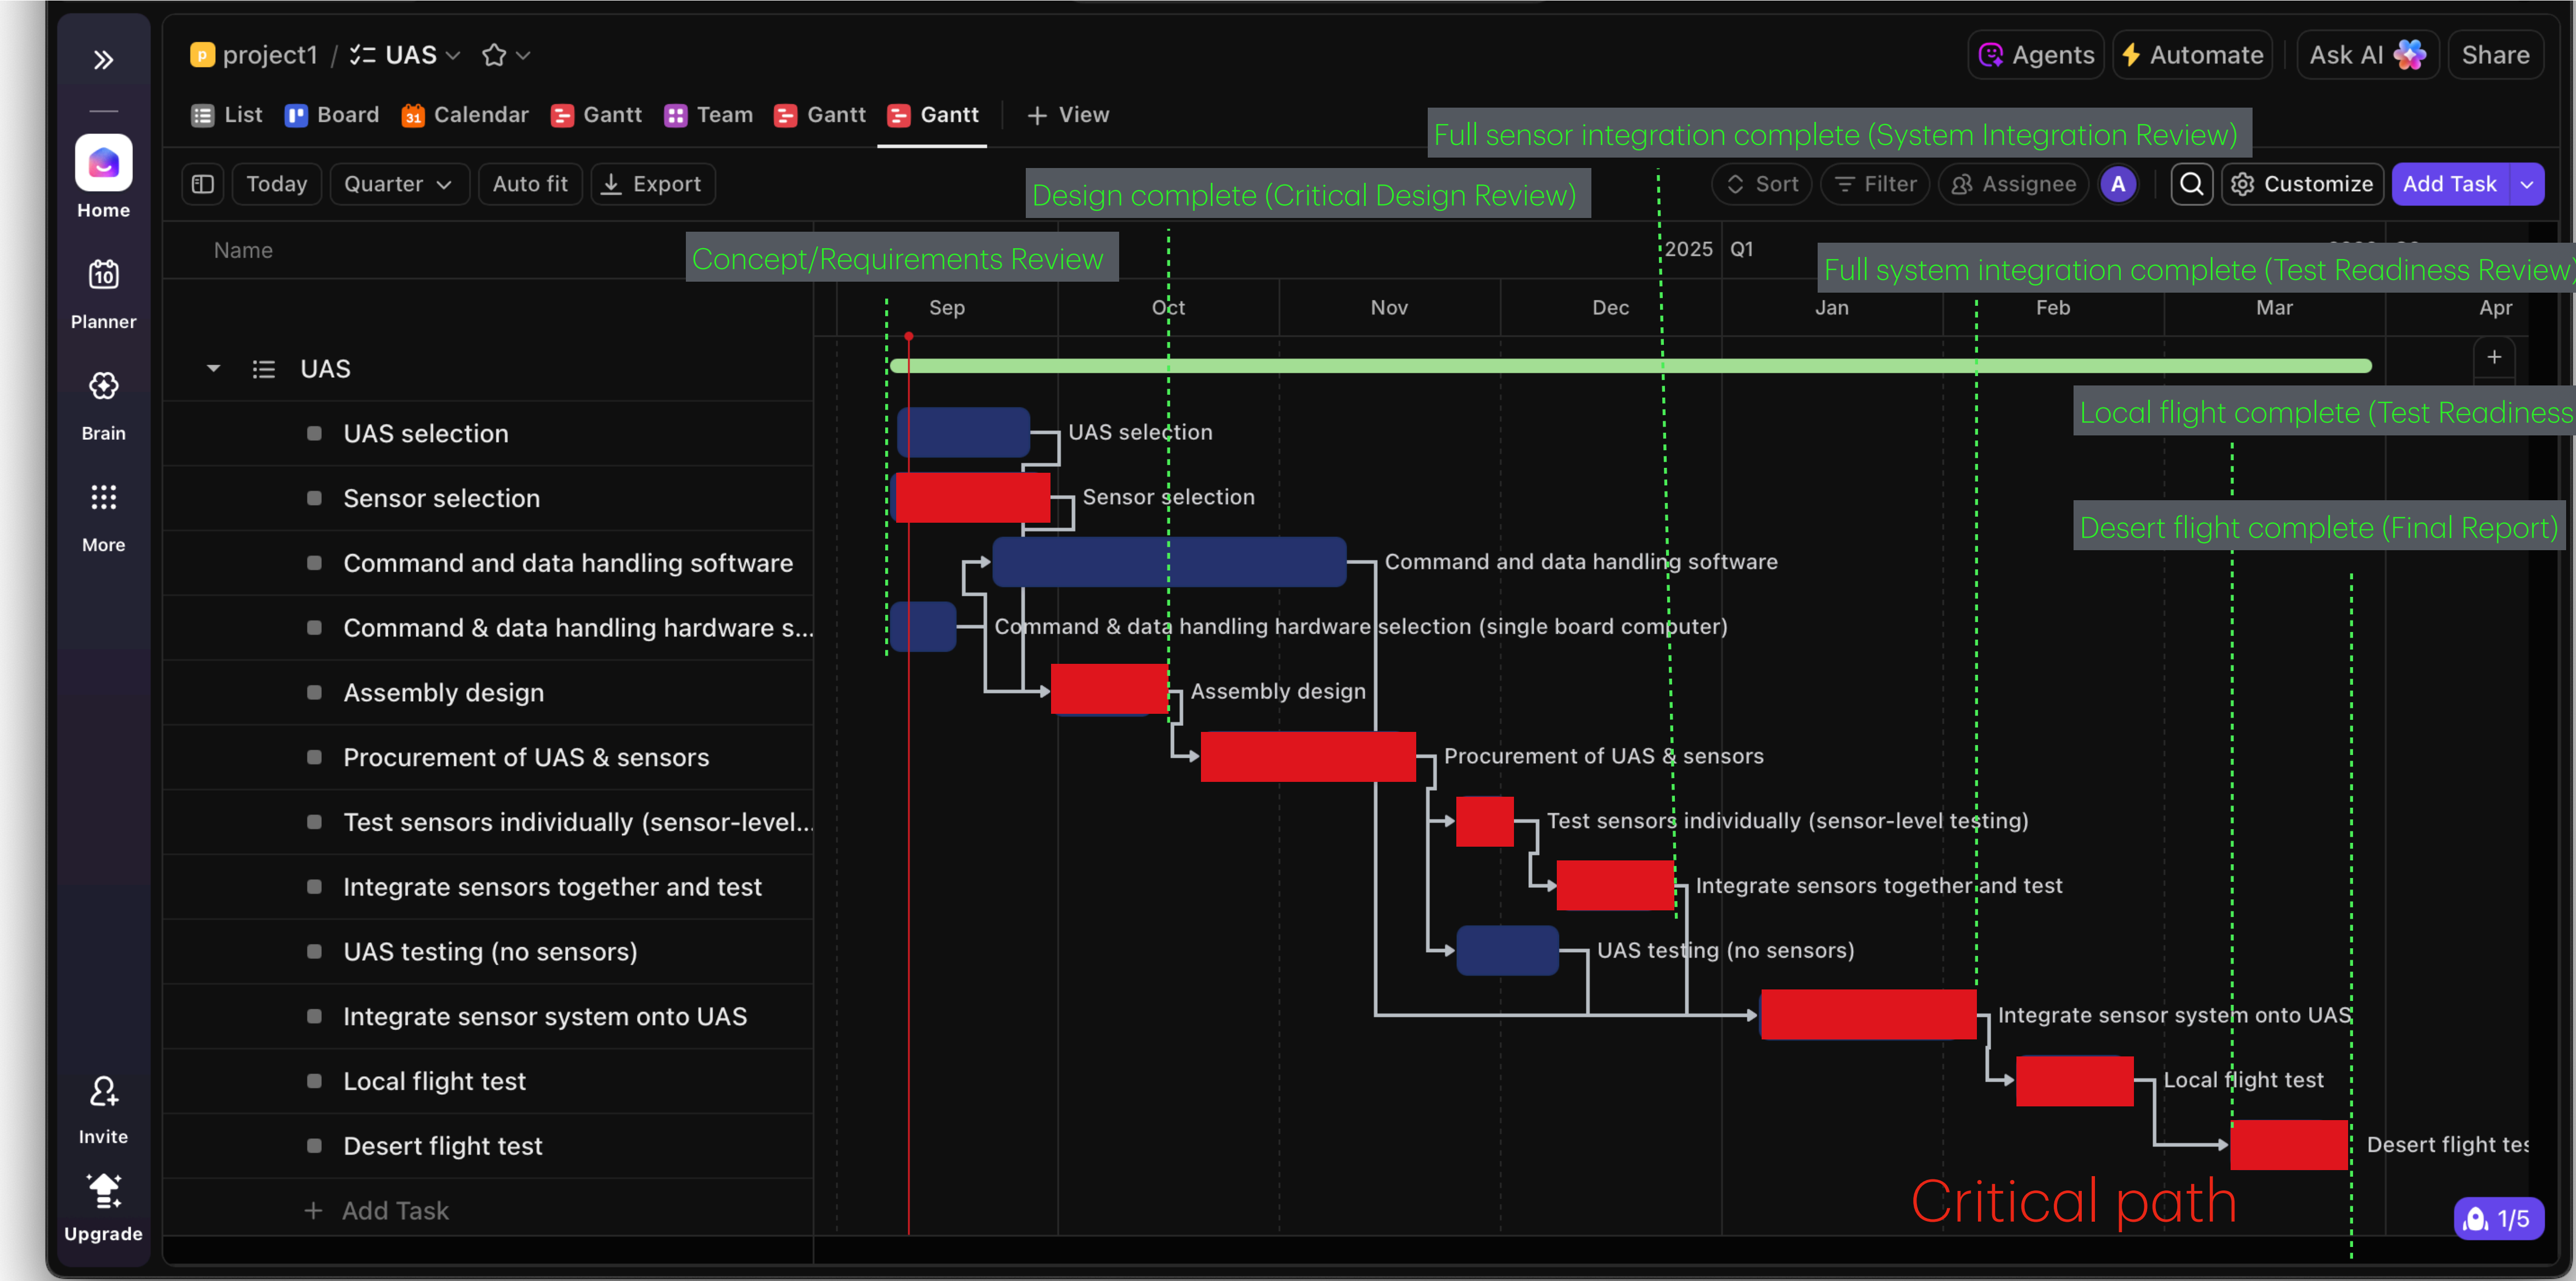 project1 / UAS
Agents
Automate
Ask AI
Share
List
Board
31
Calendar
Gantt
Team
Gantt
Gantt
+ View
Full sensor integration complete (System Integration Review)
Today
Quarter
Auto fit
Export
Design complete (Critical Design Review)
Sort
Filter
Assignee
A
Customize
Add Task
Home
10
Planner
Brain
More
Invite
Upgrade
Name
Concept/Requirements Review
2025
Q1
Full system integration complete (Test Readiness Review)
Sep
Oct
Nov
Dec
Jan
Feb
Mar
Apr
UAS
+
Local flight complete (Test Readiness
UAS selection
UAS selection
Sensor selection
Sensor selection
Desert flight complete (Final Report)
Command and data handling software
Command and data handling software
Command & data handling hardware s...
Command & data handling hardware selection (single board computer)
Assembly design
Assembly design
Procurement of UAS & sensors
Procurement of UAS & sensors
Test sensors individually (sensor-level...
Test sensors individually (sensor-level testing)
Integrate sensors together and test
Integrate sensors together and test
UAS testing (no sensors)
UAS testing (no sensors)
Integrate sensor system onto UAS
Integrate sensor system onto UAS
Local flight test
Local flight test
Desert flight test
Desert flight tes
+ Add Task
Critical path
1/5